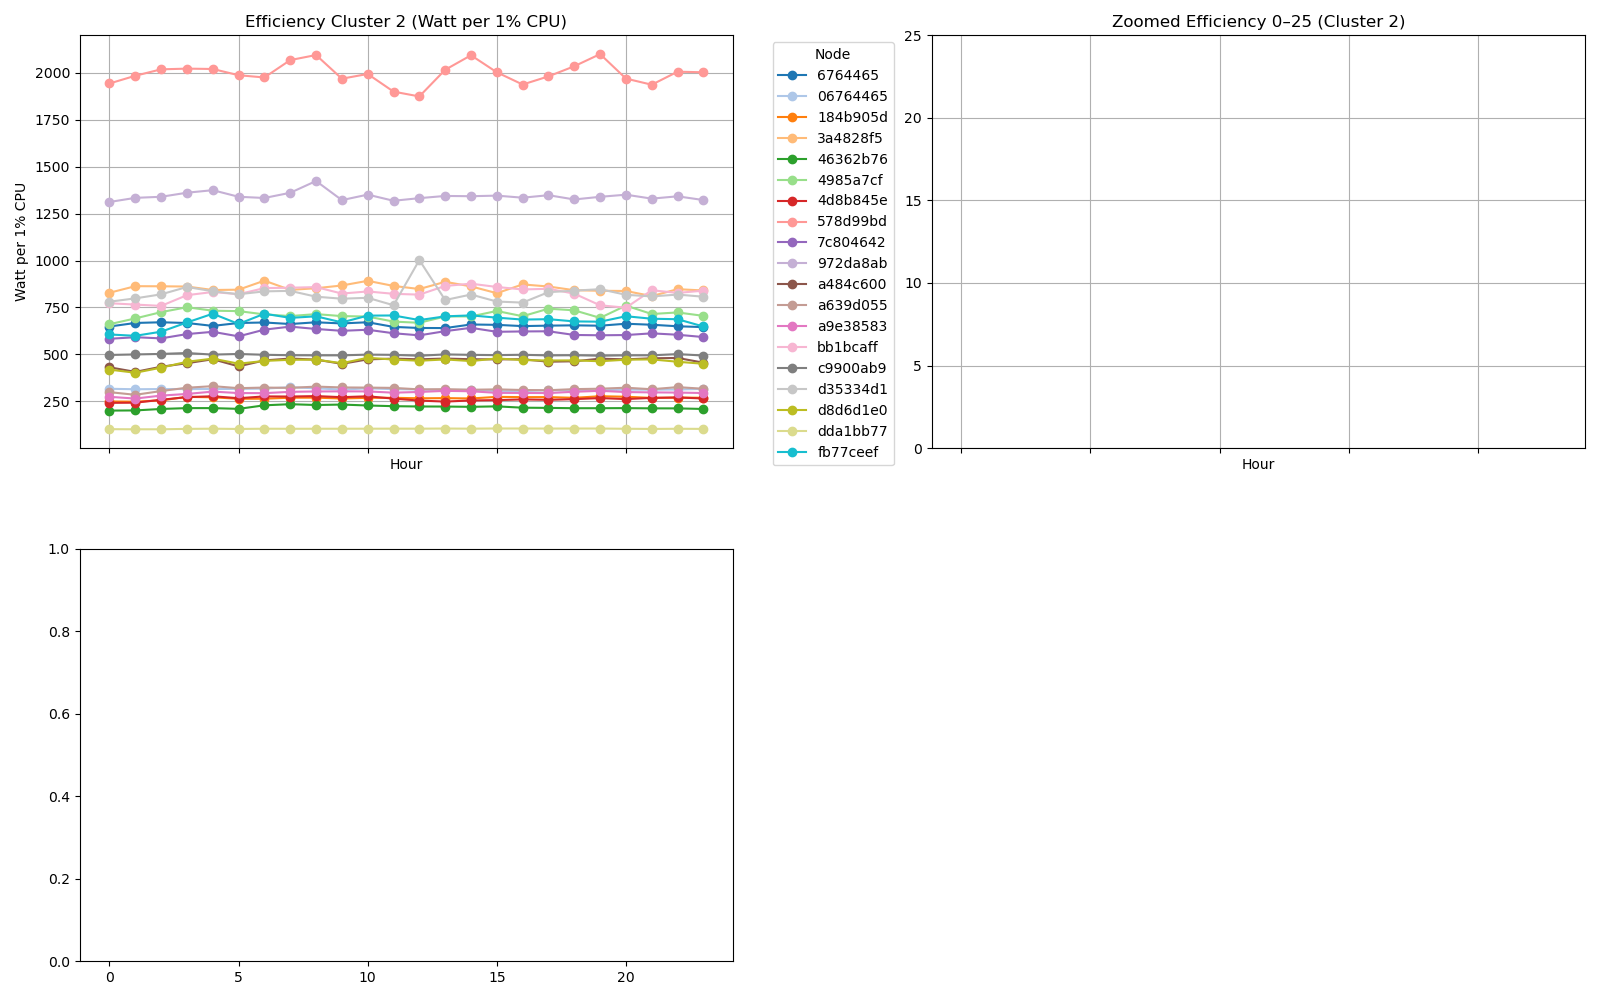 Efficiency Cluster 2 (Watt per 1% CPU)
2000
1750
1500
1250
1000
750
500
250
Watt per 1% CPU
Hour
Node
6764465
06764465
184b905d
3a4828f5
46362b76
4985a7cf
4d8b845e
578d99bd
7c804642
972da8ab
a484c600
a639d055
a9e38583
bb1bcaff
c9900ab9
d35334d1
d8d6d1e0
dda1bb77
fb77ceef
Zoomed Efficiency 0–25 (Cluster 2)
25
20
15
10
5
0
Hour
1.0
0.8
0.6
0.4
0.2
0.0
0 5 10 15 20